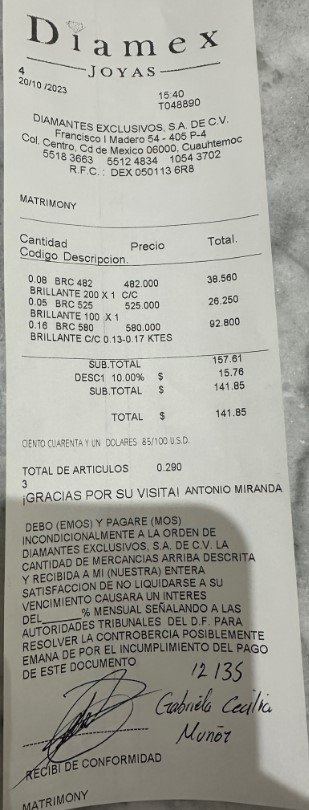 Diamex
JOYAS
4
20/10 /2023
15:40
T048890
DIAMANTES EXCLUSIVOS, S.A. DE C.V.
Francisco I Madero 54 - 405 P-4
Col. Centro, Cd de Mexico 06000, Cuauhtemoc
5518 3663 5512 4834 1054 3702
R.F.C. : DEX 050113 6R8
MATRIMONY
Cantidad Precio Total.
Codigo Descripcion.
0.08 BRC 482 482.000 38.560
BRILLANTE 200 X 1 C/C
0.05 BRC 525 525.000 26.250
BRILLANTE 100 X 1
0.16 BRC 580 580.000 92.800
BRILLANTE C/C 0.13-0.17 KTES
SUB.TOTAL 157.61
DESC1 10.00% $ 15.76
SUB.TOTAL $ 141.85
TOTAL $ 141.85
CIENTO CUARENTA Y UN DOLARES 85/100 U.S.D.
TOTAL DE ARTICULOS 0.290
3
¡GRACIAS POR SU VISITA! ANTONIO MIRANDA
DEBO (EMOS) Y PAGARE (MOS)
INCONDICIONALMENTE A LA ORDEN DE
DIAMANTES EXCLUSIVOS, S.A. DE C.V. LA
CANTIDAD DE MERCANCIAS ARRIBA DESCRITA
Y RECIBIDA A MI (NUESTRA) ENTERA
SATISFACCION DE NO LIQUIDARSE A SU
VENCIMIENTO CAUSARA UN INTERES
DEL_____% MENSUAL SEÑALANDO A LAS
AUTORIDADES TRIBUNALES DEL D.F. PARA
RESOLVER LA CONTROBERCIA POSIBLEMENTE
EMANA DE POR EL INCUMPLIMIENTO DEL PAGO
DE ESTE DOCUMENTO
12135
Gabriela Cecilia
Muñoz
RECIBI DE CONFORMIDAD
MATRIMONY